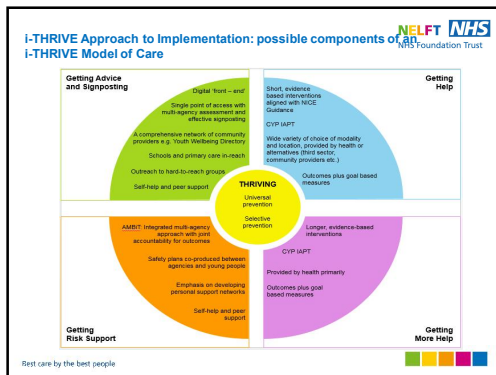 i-THRIVE Approach to Implementation: possible components of an
i-THRIVE Model of Care
NELFT NHS
NHS Foundation Trust
Getting Advice
and Signposting
Digital 'front – end'
Single point of access with
multi-agency assessment and
effective signposting
A comprehensive network of community
providers e.g. Youth Wellbeing Directory
Schools and primary care in-reach
Outreach to hard-to-reach groups
Self-help and peer support
Getting
Help
Short, evidence
based interventions
aligned with NICE
Guidance
CYP IAPT
Wide variety of choice of modality
and location, provided by health or
alternatives (third sector,
community providers etc.)
Outcomes plus goal based
measures
THRIVING
Universal
prevention
Selective
prevention
AMBIT: Integrated multi-agency
approach with joint
accountability for outcomes
Safety plans co-produced between
agencies and young people
Emphasis on developing
personal support networks
Self-help and peer
support
Getting
Risk Support
Longer, evidence-based
interventions
CYP IAPT
Provided by health primarily
Outcomes plus goal
based measures
Getting
More Help
Best care by the best people